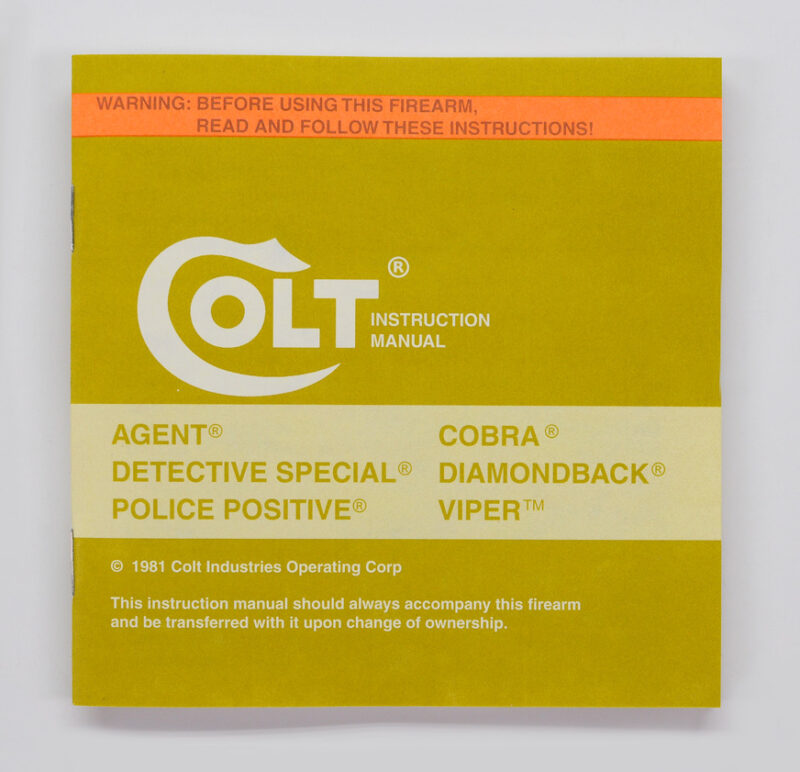 WARNING: BEFORE USING THIS FIREARM,
READ AND FOLLOW THESE INSTRUCTIONS!
COLT®
INSTRUCTION
MANUAL
AGENT®
DETECTIVE SPECIAL®
POLICE POSITIVE®
COBRA®
DIAMONDBACK®
VIPER™
© 1981 Colt Industries Operating Corp
This instruction manual should always accompany this firearm
and be transferred with it upon change of ownership.